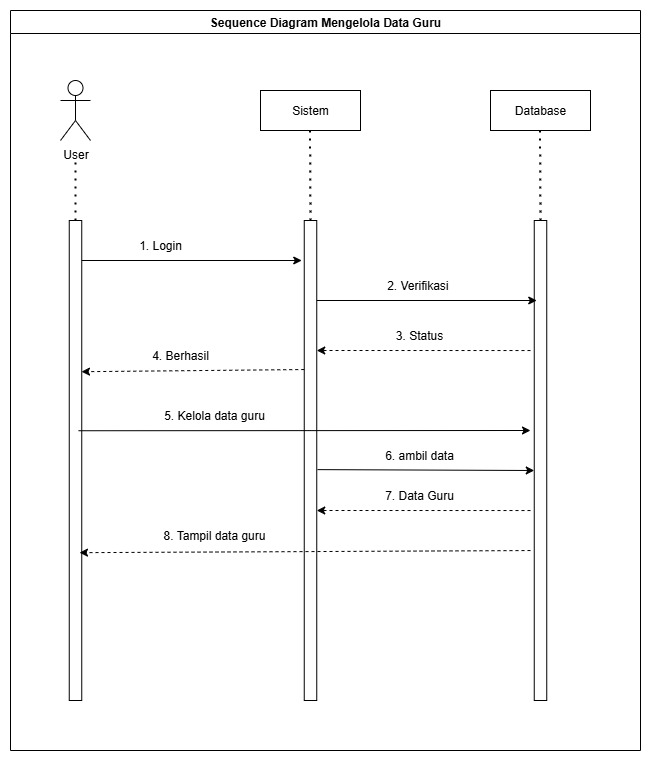 Sequence Diagram Mengelola Data Guru
User
Sistem
Database
1. Login
2. Verifikasi
3. Status
4. Berhasil
5. Kelola data guru
6. ambil data
7. Data Guru
8. Tampil data guru